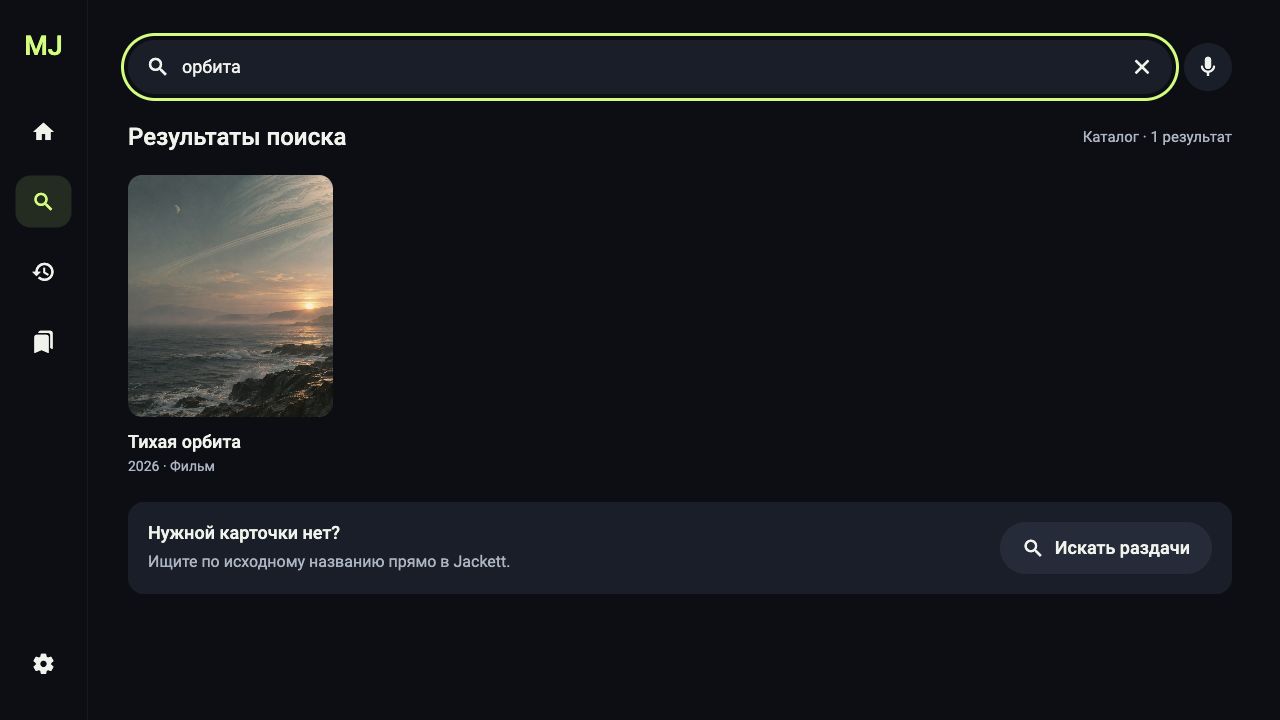 MJ
орбита
Результаты поиска
Каталог · 1 результат
Тихая орбита
2026 · Фильм
Нужной карточки нет?
Ищите по исходному названию прямо в Jackett.
Искать раздачи